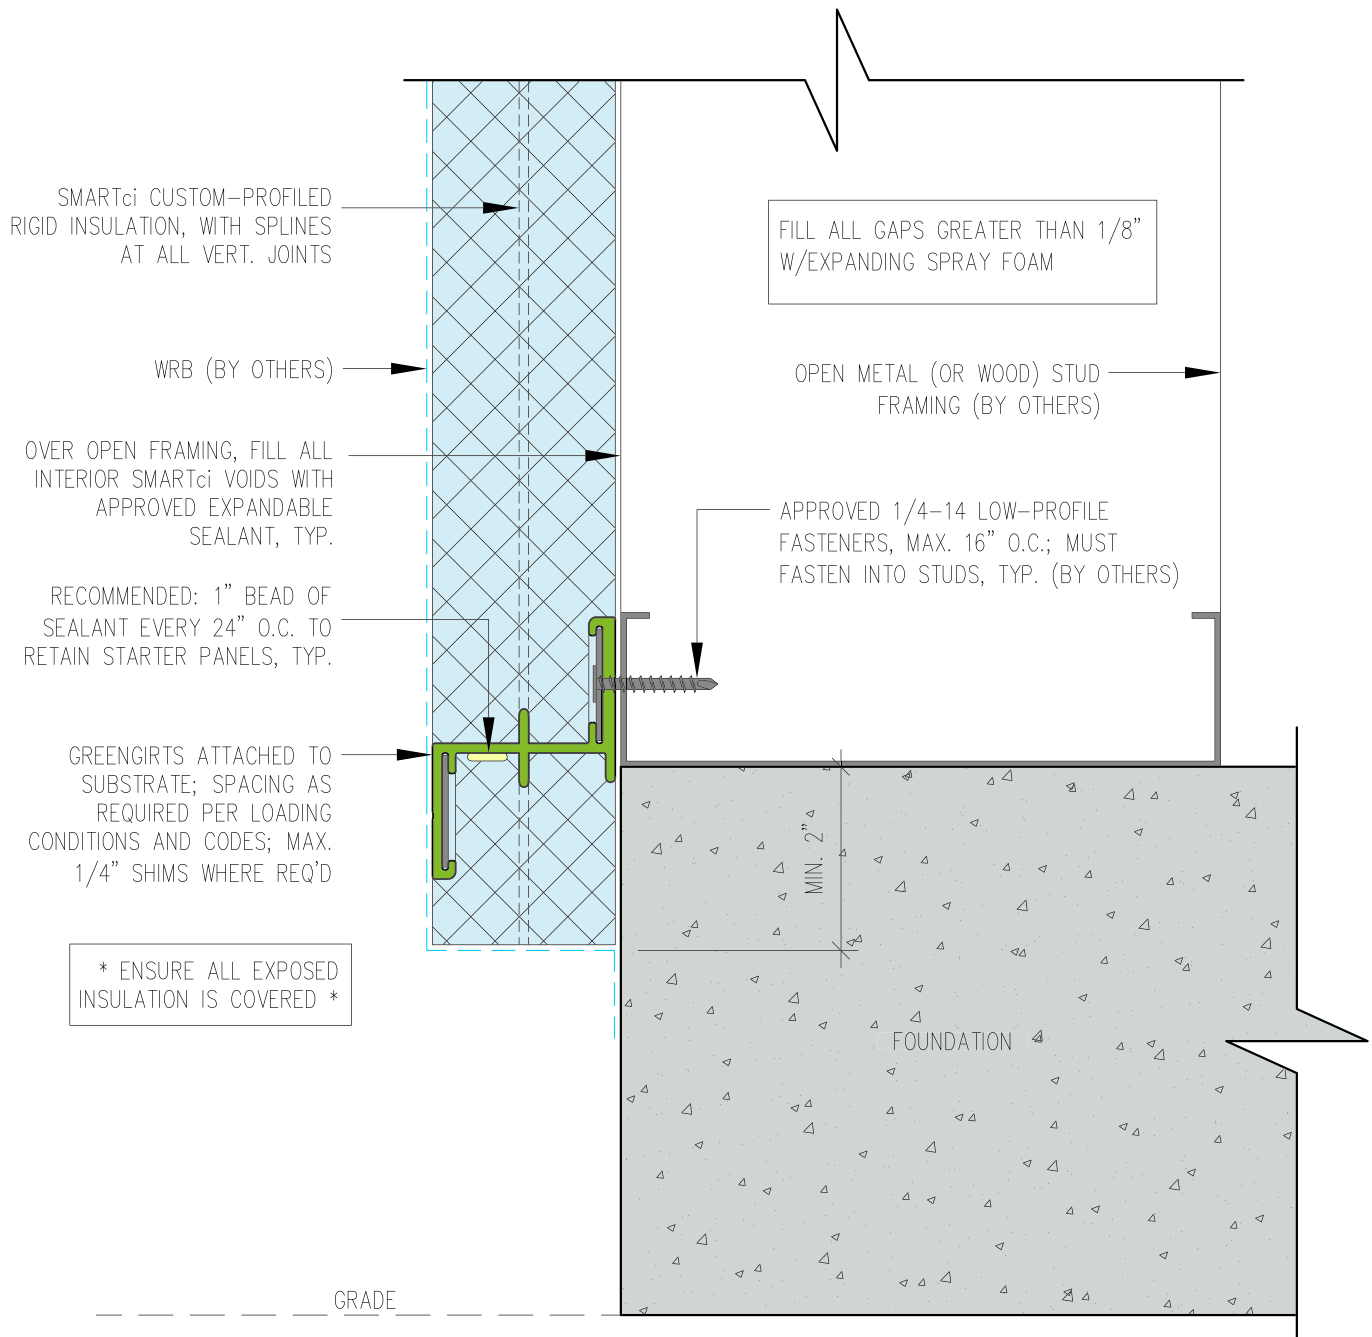 SMARTci CUSTOM-PROFILED
RIGID INSULATION, WITH SPLINES
AT ALL VERT. JOINTS
FILL ALL GAPS GREATER THAN 1/8"
W/EXPANDING SPRAY FOAM
WRB (BY OTHERS)
OPEN METAL (OR WOOD) STUD
FRAMING (BY OTHERS)
OVER OPEN FRAMING, FILL ALL
INTERIOR SMARTci VOIDS WITH
APPROVED EXPANDABLE
SEALANT, TYP.
APPROVED 1/4-14 LOW-PROFILE
FASTENERS, MAX. 16" O.C.; MUST
FASTEN INTO STUDS, TYP. (BY OTHERS)
RECOMMENDED: 1" BEAD OF
SEALANT EVERY 24" O.C. TO
RETAIN STARTER PANELS, TYP.
GREENGIRTS ATTACHED TO
SUBSTRATE; SPACING AS
REQUIRED PER LOADING
CONDITIONS AND CODES; MAX.
1/4" SHIMS WHERE REQ'D
MIN. 2"
* ENSURE ALL EXPOSED
INSULATION IS COVERED *
FOUNDATION
GRADE